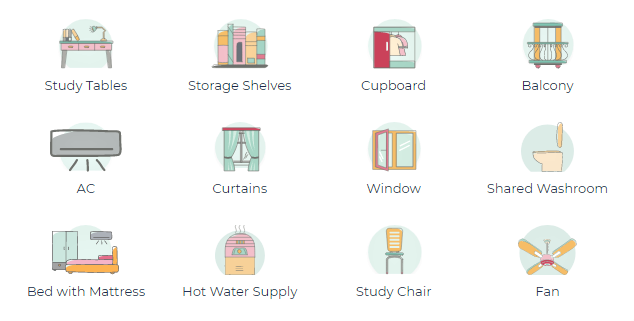 Study Tables
Storage Shelves
Cupboard
Balcony
AC
Curtains
Window
Shared Washroom
Bed with Mattress
Hot Water Supply
Study Chair
Fan